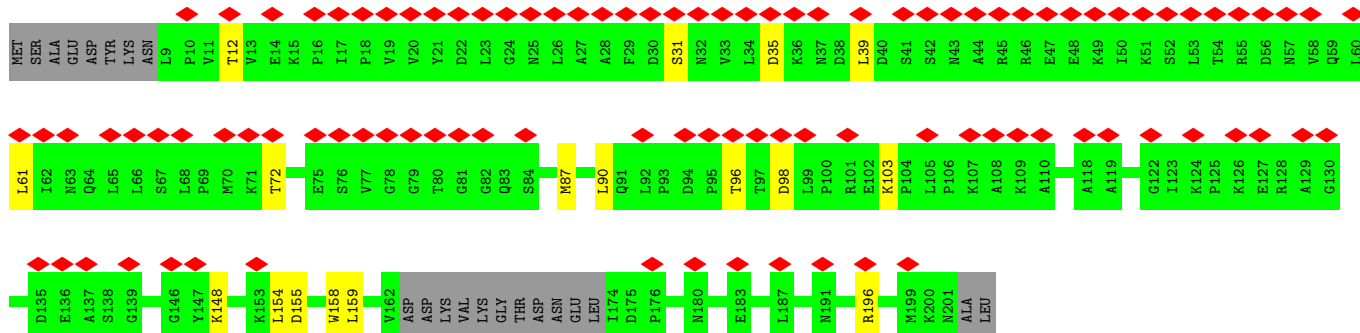 MET SER ALA GLU ASP TYR LYS ASN L9 P10 V11 T12 V13 E14 K15 P16 I17 P18 V19 V20 Y21 D22 L23 G24 N25 L26 A27 A28 F29 D30 S31 N32 V33 L34 D35 K36 N37 D38 L39 D40 S41 S42 N43 A44 R45 R46 E47 E48 K49 I50 K51 S52 L53 T54 R55 D56 N57 V58 Q59 L60
L61 I62 N63 Q64 L65 L66 S67 L68 P69 M70 K71 T72 E75 S76 V77 G78 G79 T80 G81 G82 Q83 S84 M87 L90 Q91 L92 P93 D94 P95 T96 T97 D98 L99 P100 R101 E102 K103 P104 L105 P106 K107 A108 K109 A110 A118 A119 G122 I123 K124 P125 K126 E127 R128 A129 G130
D135 E136 A137 S138 G139 G146 Y147 K148 K153 L154 D155 W158 L159 V162 ASP ASP LYS VAL LYS GLY THR ASP ASN GLU LEU I174 D175 P176 N180 E183 L187 N191 R196 M199 K200 N201 ALA LEU